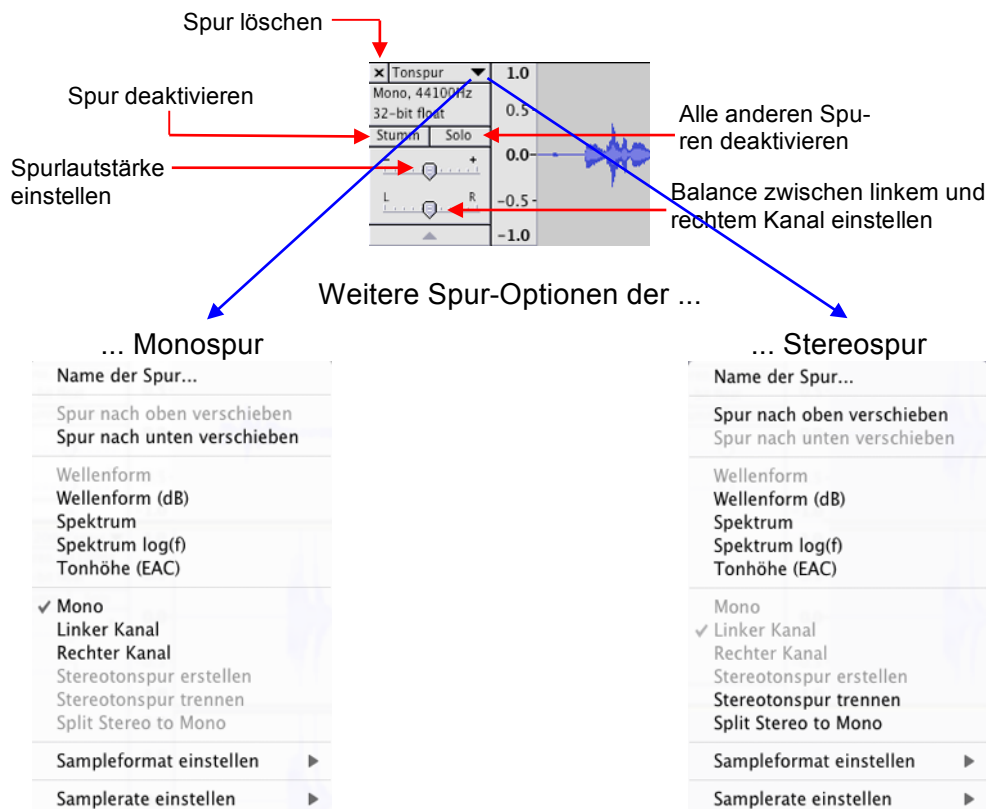 Spur löschen
× Tonspur
Mono, 44100Hz
32-bit float
Stumm Solo
- +
L R
1.0
0.5
0.0
-0.5
-1.0
Spur deaktivieren
Spurlautstärke
einstellen
Alle anderen Spu-
ren deaktivieren
Balance zwischen linkem und
rechtem Kanal einstellen
Weitere Spur-Optionen der ...
... Monospur
Name der Spur...
Spur nach oben verschieben
Spur nach unten verschieben
Wellenform
Wellenform (dB)
Spektrum
Spektrum log(f)
Tonhöhe (EAC)
✓ Mono
Linker Kanal
Rechter Kanal
Stereotonspur erstellen
Stereotonspur trennen
Split Stereo to Mono
Sampleformat einstellen
Samplerate einstellen
... Stereospur
Name der Spur...
Spur nach oben verschieben
Spur nach unten verschieben
Wellenform
Wellenform (dB)
Spektrum
Spektrum log(f)
Tonhöhe (EAC)
Mono
✓ Linker Kanal
Rechter Kanal
Stereotonspur erstellen
Stereotonspur trennen
Split Stereo to Mono
Sampleformat einstellen
Samplerate einstellen